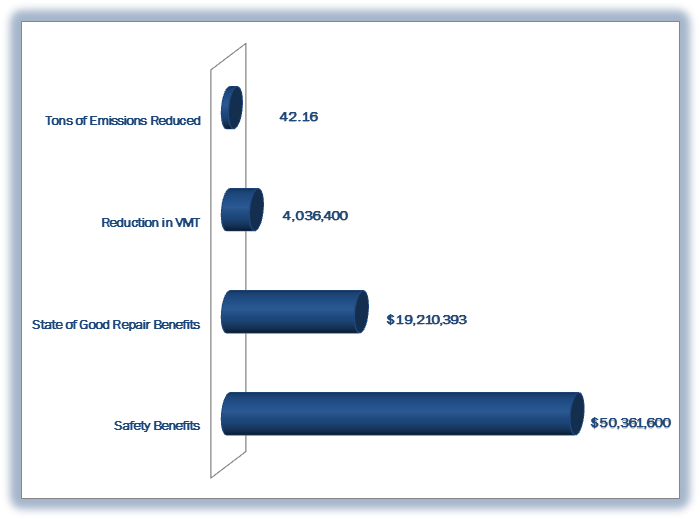 Tons of Emissions Reduced
42.16
Reduction in VMT
4,036,400
State of Good Repair Benefits
$19,210,393
Safety Benefits
$50,361,600